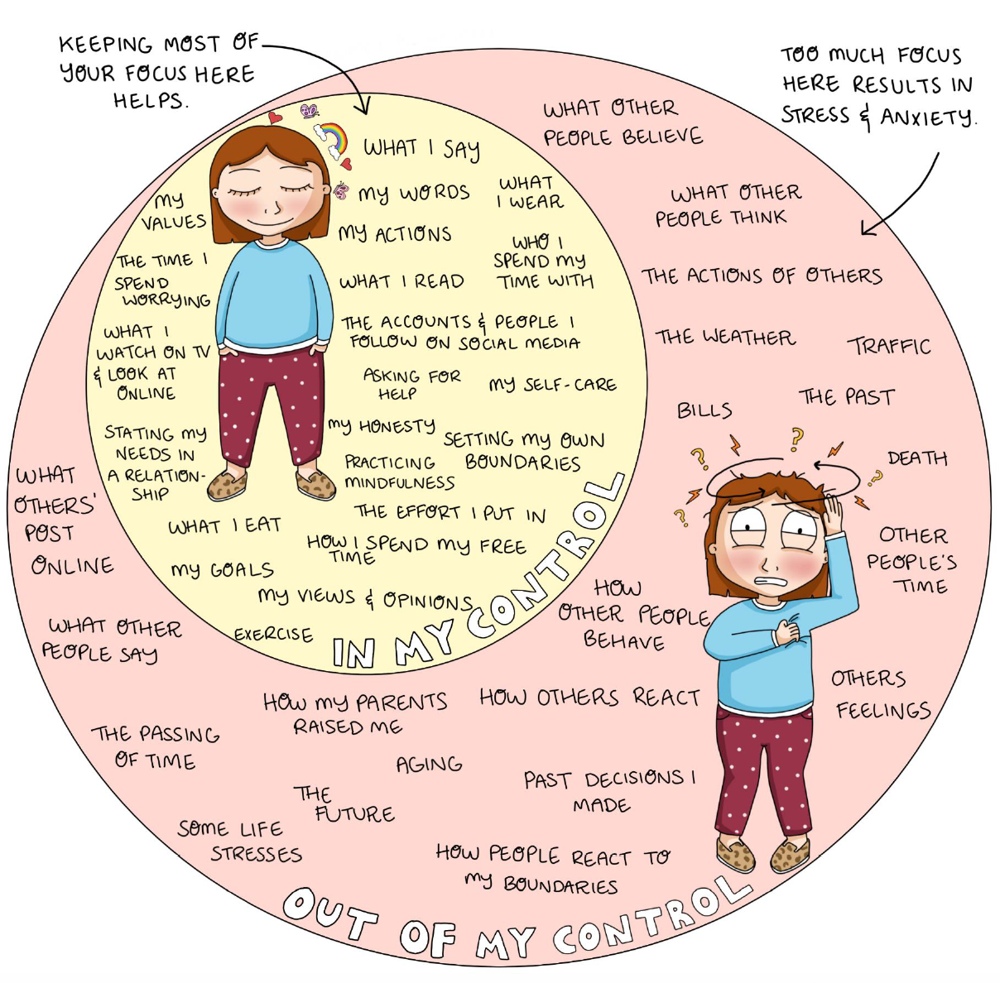 KEEPING MOST OF
YOUR FOCUS HERE
HELPS.
TOO MUCH FOCUS
HERE RESULTS IN
STRESS & ANXIETY.
WHAT I SAY
MY WORDS
WHAT
I WEAR
MY
VALUES
MY ACTIONS
WHO I
SPEND MY
TIME WITH
THE TIME I
SPEND
WORRYING
WHAT I READ
WHAT I
WATCH ON TV
& LOOK AT
ONLINE
THE ACCOUNTS & PEOPLE I
FOLLOW ON SOCIAL MEDIA
ASKING FOR
HELP
MY SELF-CARE
STATING MY
NEEDS IN
A RELATION-
SHIP
MY HONESTY
SETTING MY OWN
BOUNDARIES
PRACTICING
MINDFULNESS
THE EFFORT I PUT IN
WHAT I EAT
HOW I SPEND MY FREE
TIME
MY GOALS
MY VIEWS & OPINIONS
EXERCISE
IN MY CONTROL
WHAT OTHER
PEOPLE BELIEVE
WHAT OTHER
PEOPLE THINK
THE ACTIONS OF OTHERS
THE WEATHER
TRAFFIC
THE PAST
BILLS
DEATH
? ? ? ?
OTHER
PEOPLE'S
TIME
WHAT
OTHERS'
POST
ONLINE
HOW
OTHER PEOPLE
BEHAVE
WHAT OTHER
PEOPLE SAY
OTHERS
FEELINGS
HOW MY PARENTS
RAISED ME
HOW OTHERS REACT
THE PASSING
OF TIME
AGING
PAST DECISIONS I
MADE
THE
FUTURE
SOME LIFE
STRESSES
HOW PEOPLE REACT TO
MY BOUNDARIES
OUT OF MY CONTROL